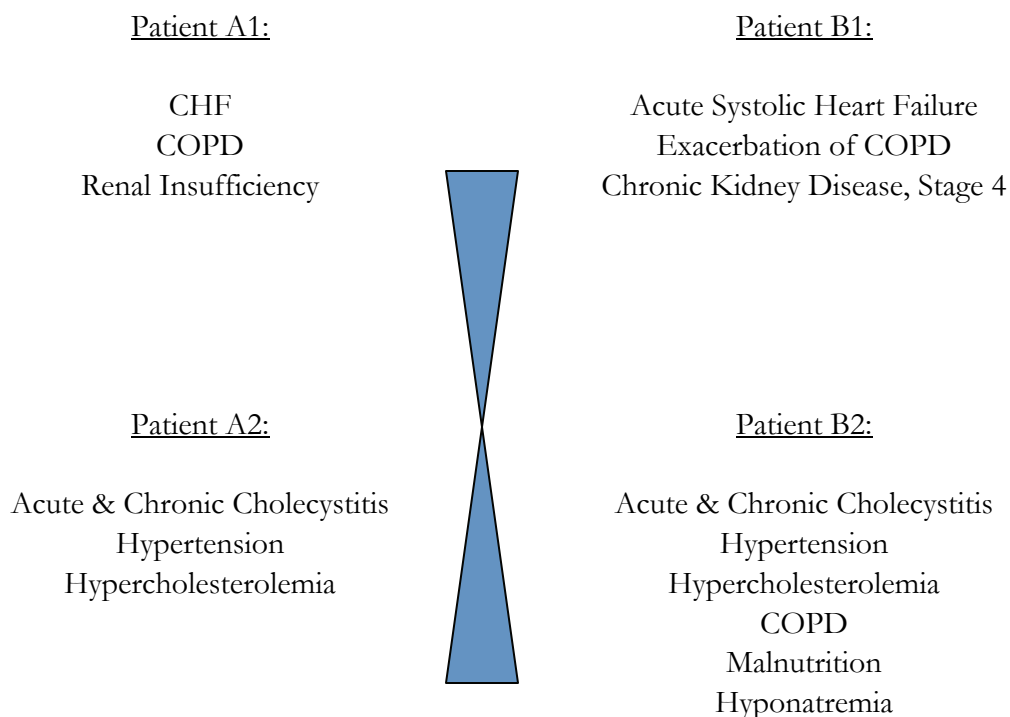 Patient A1:
CHF
COPD
Renal Insufficiency
Patient B1:
Acute Systolic Heart Failure
Exacerbation of COPD
Chronic Kidney Disease, Stage 4
Patient A2:
Acute & Chronic Cholecystitis
Hypertension
Hypercholesterolemia
Patient B2:
Acute & Chronic Cholecystitis
Hypertension
Hypercholesterolemia
COPD
Malnutrition
Hyponatremia